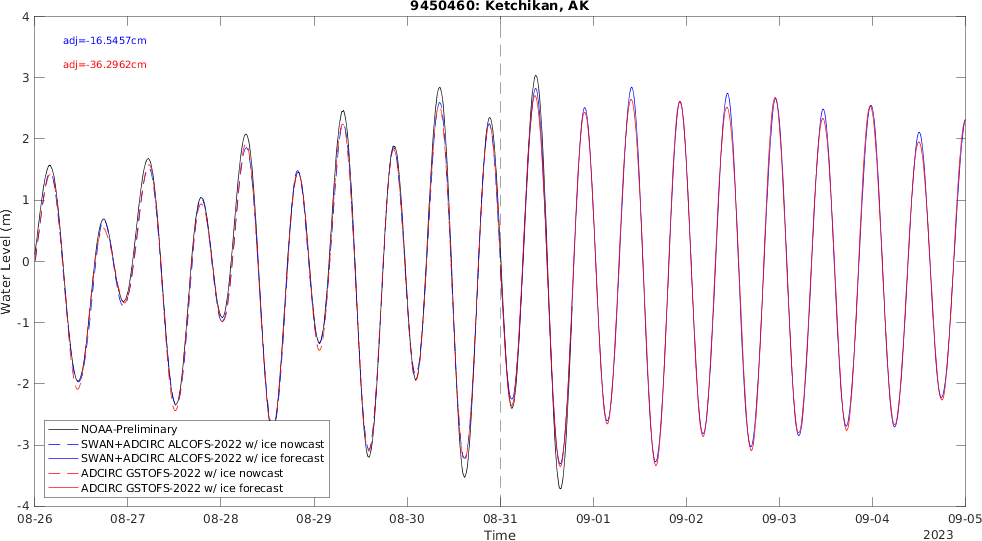 9450460: Ketchikan, AK
adj=-16.5457cm
adj=-36.2962cm
Water Level (m)
4
3
2
1
0
-1
-2
-3
-4
NOAA-Preliminary
SWAN+ADCIRC ALCOFS-2022 w/ ice nowcast
SWAN+ADCIRC ALCOFS-2022 w/ ice forecast
ADCIRC GSTOFS-2022 w/ ice nowcast
ADCIRC GSTOFS-2022 w/ ice forecast
08-26 08-27 08-28 08-29 08-30 08-31 09-01 09-02 09-03 09-04 09-05
Time
2023